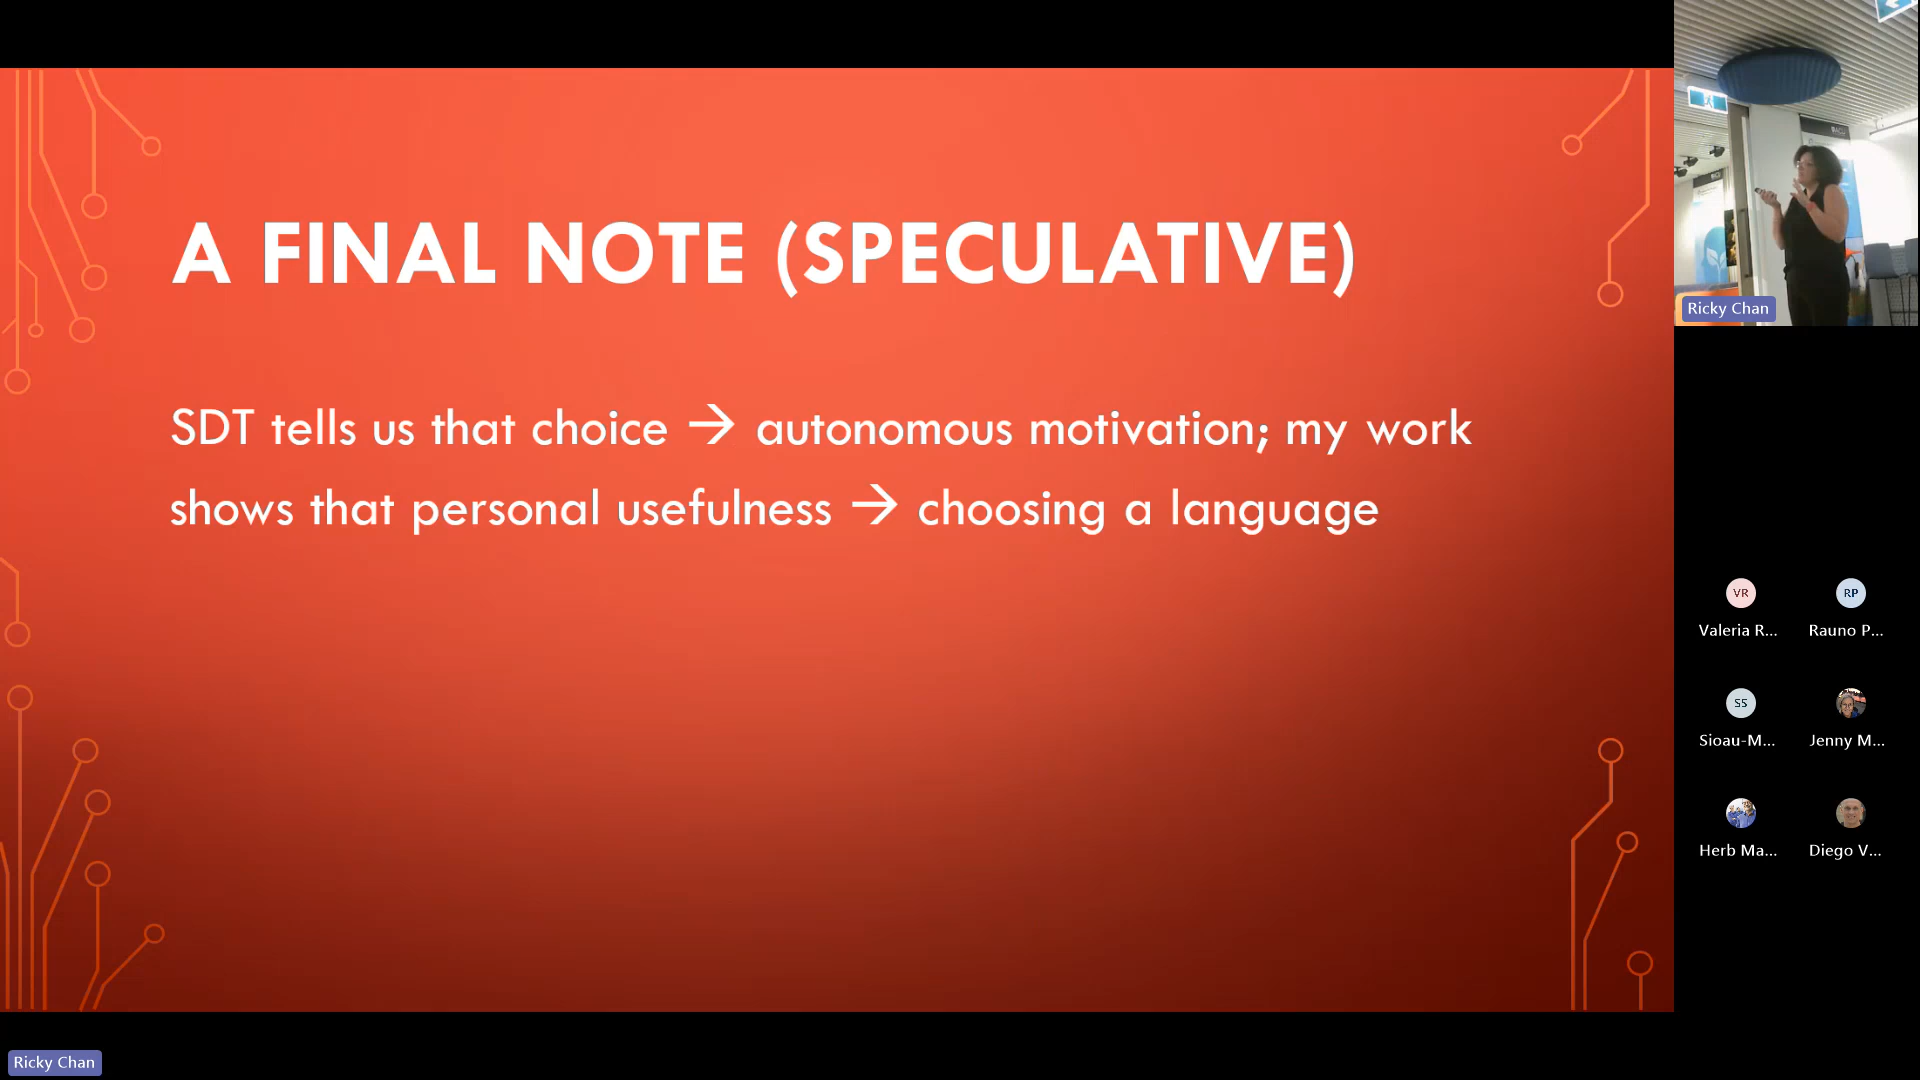 A FINAL NOTE (SPECULATIVE)
SDT tells us that choice → autonomous motivation; my work
shows that personal usefulness → choosing a language
Ricky Chan
VR
RP
Valeria R...
Rauno P...
SS
Sioau-M...
Jenny M...
Herb Ma...
Diego V...
Ricky Chan